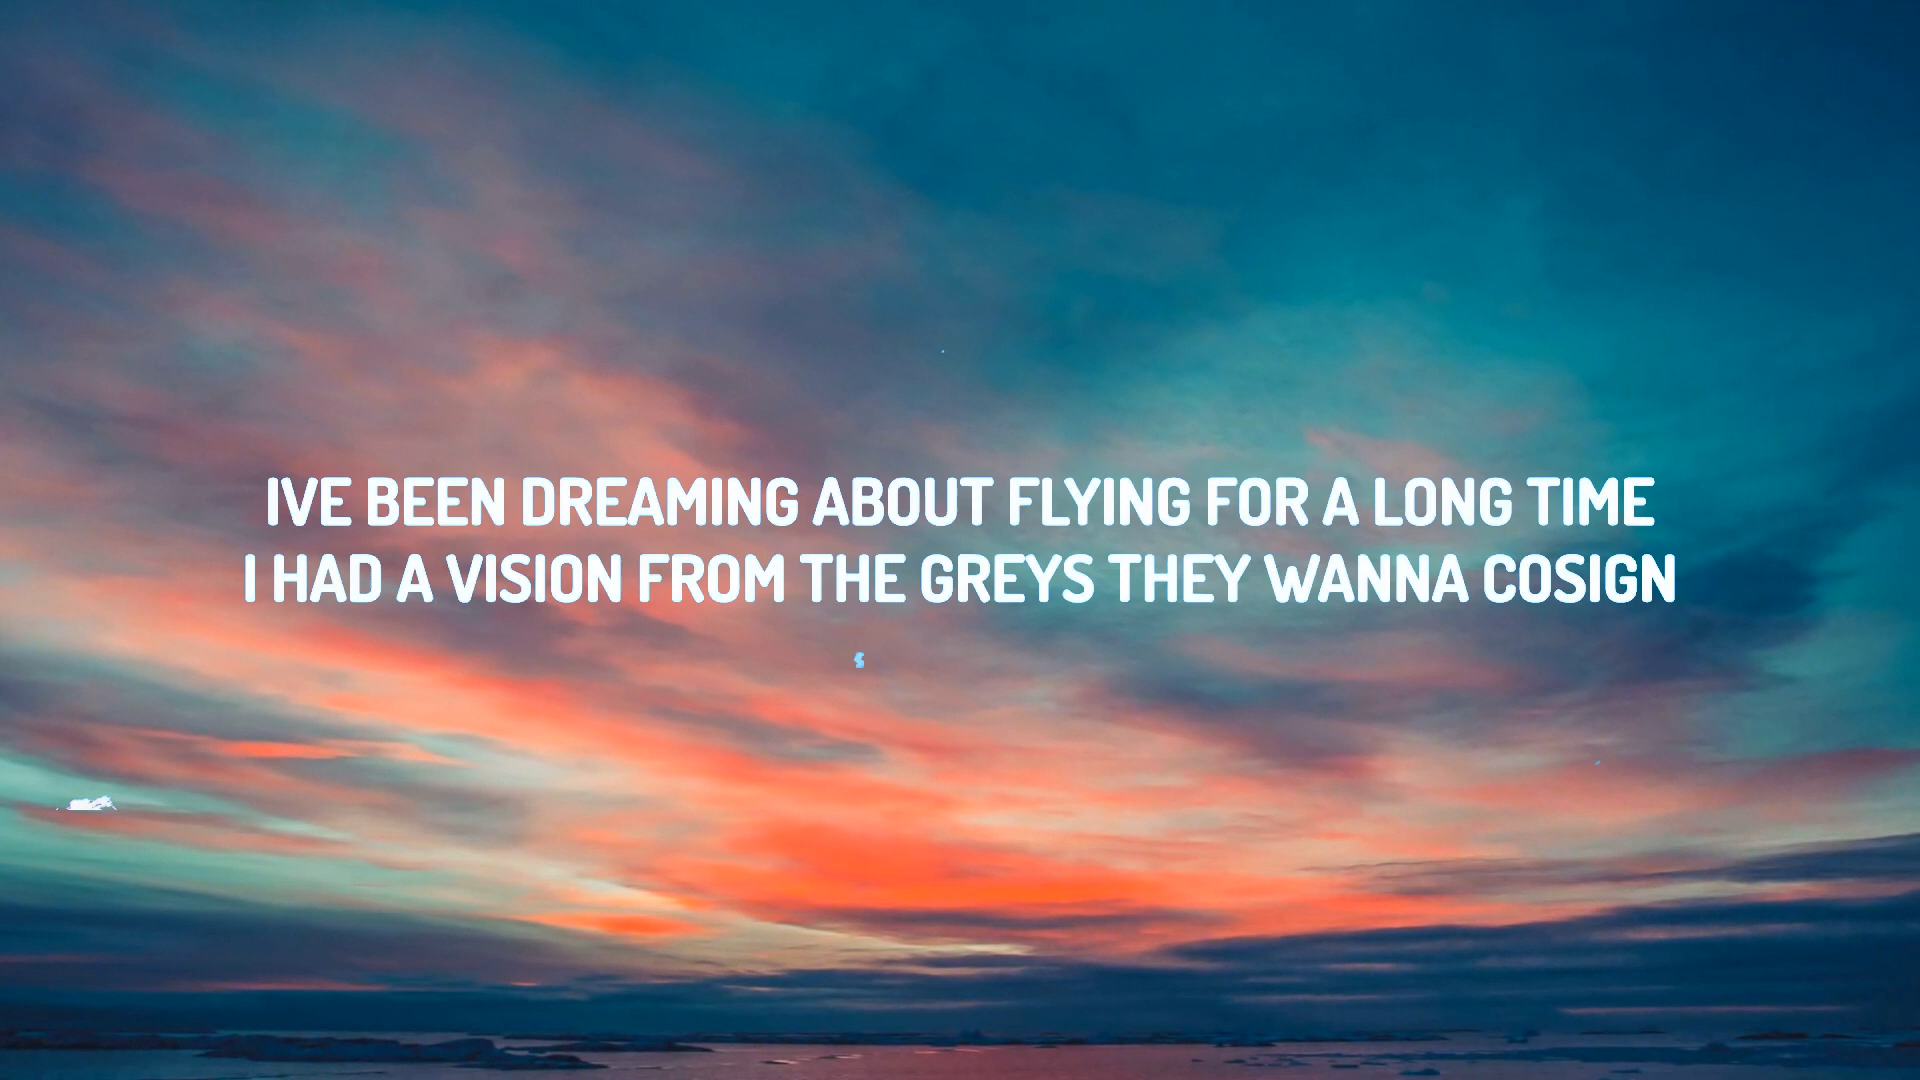 IVE BEEN DREAMING ABOUT FLYING FOR A LONG TIME
I HAD A VISION FROM THE GREYS THEY WANNA COSIGN